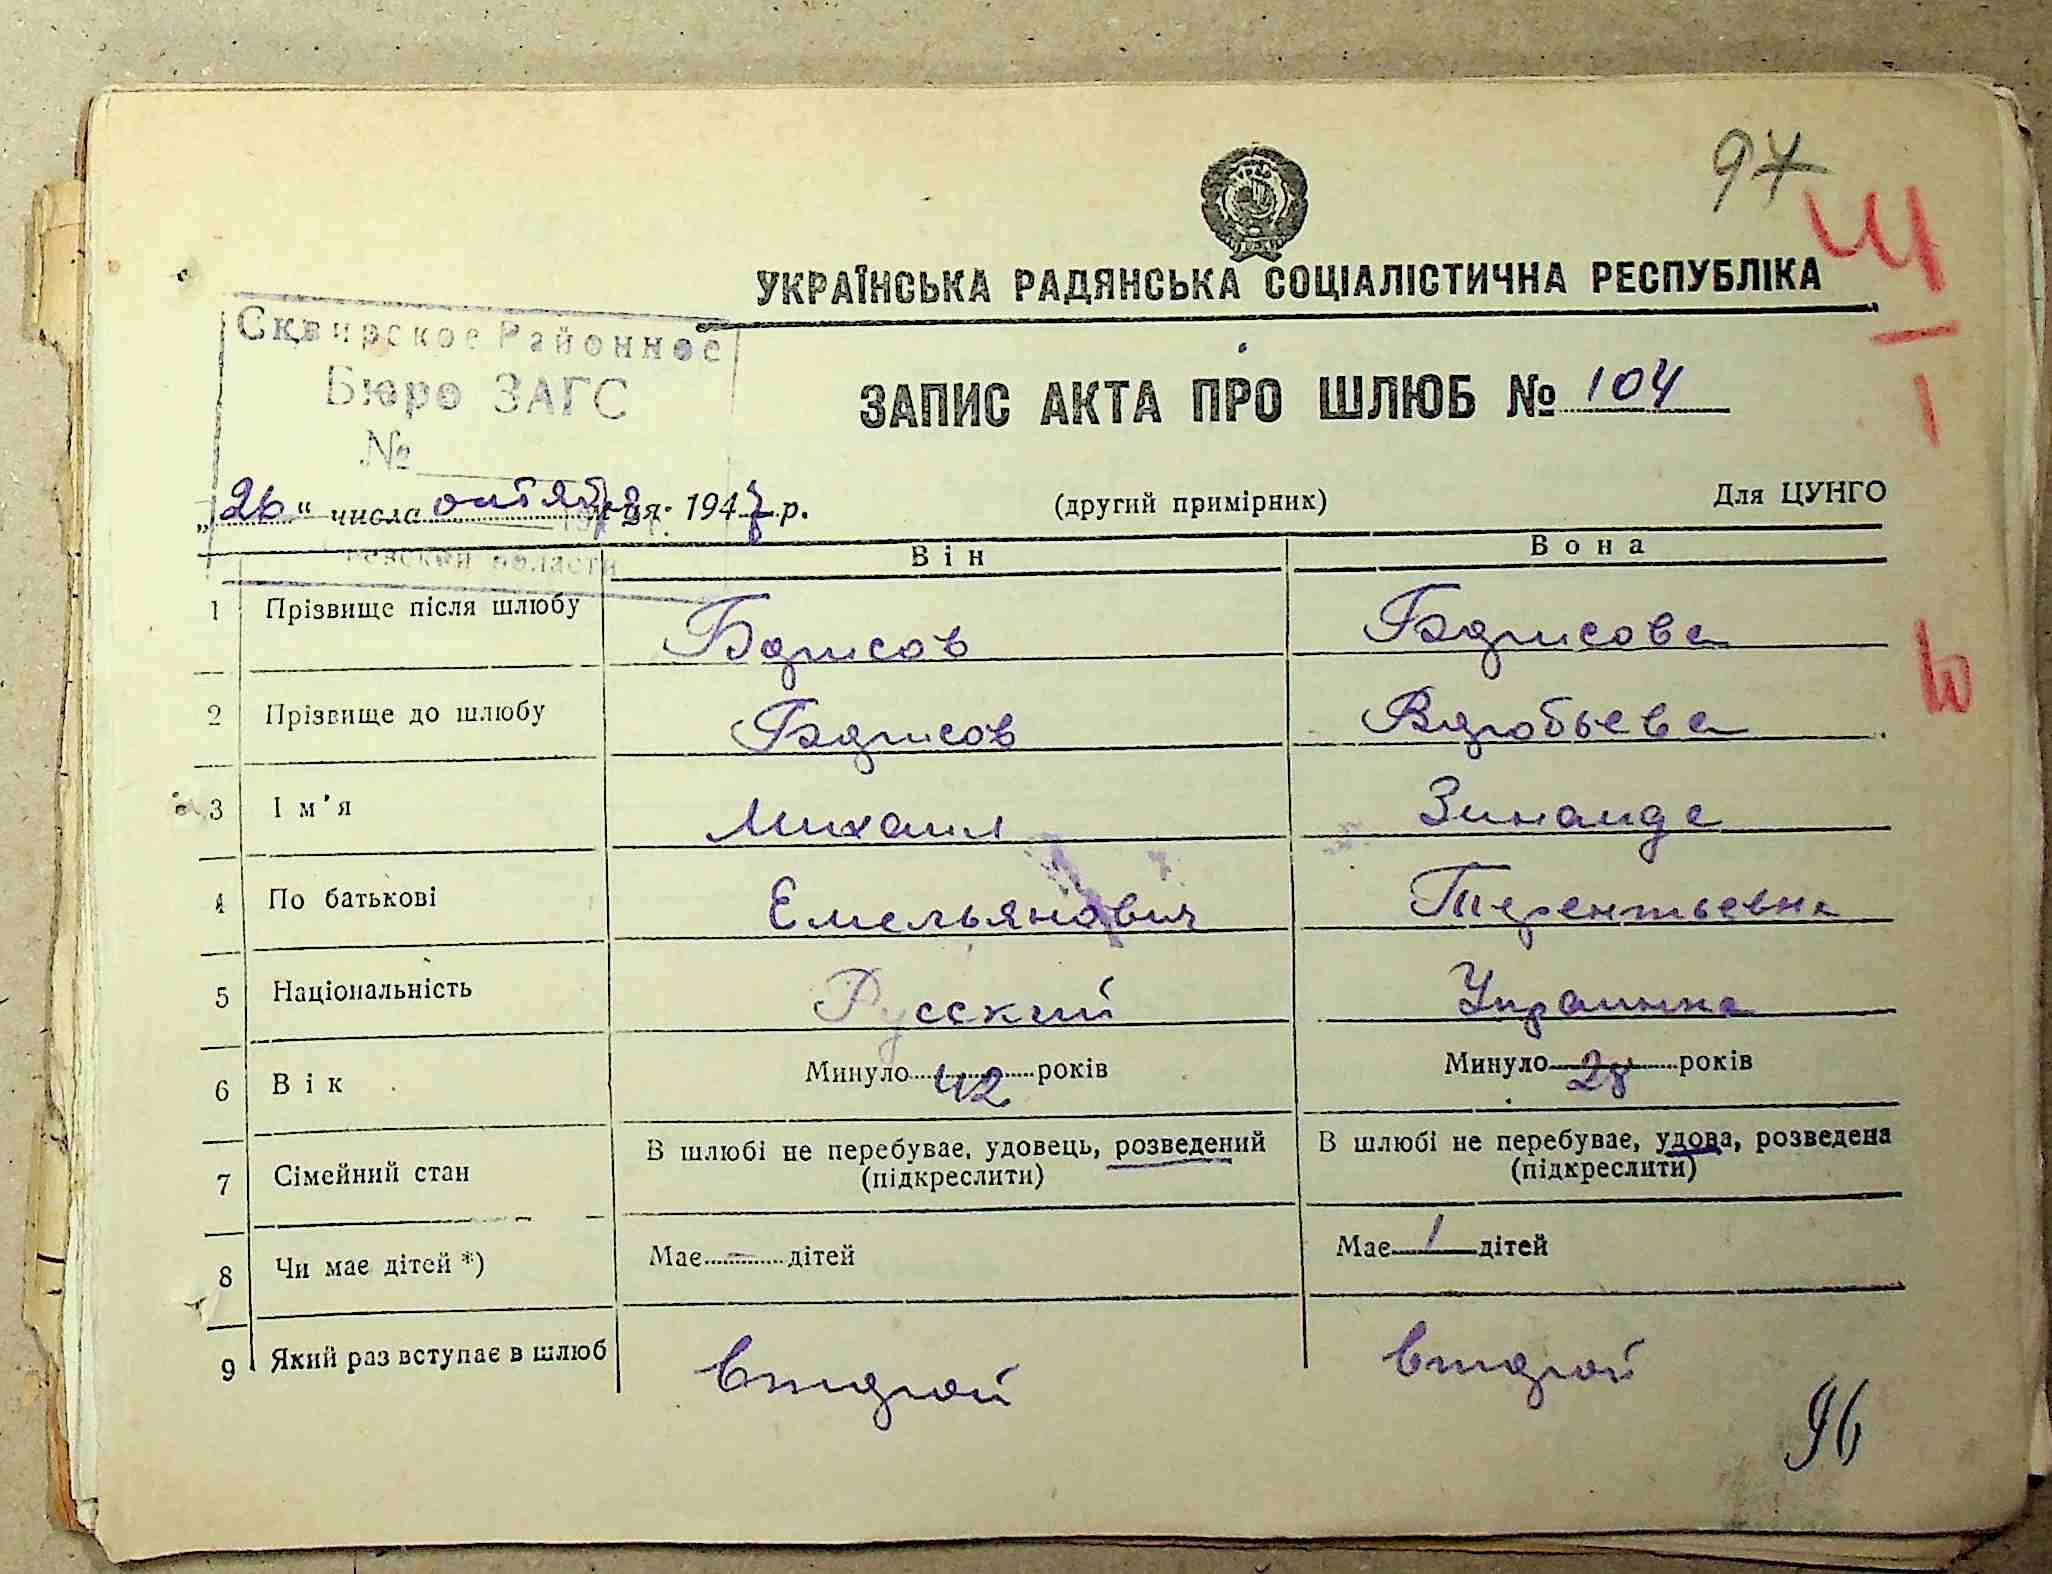 97
Ш
УКРАЇНСЬКА РАДЯНСЬКА СОЦІАЛІСТИЧНА РЕСПУБЛІКА
Сквирское Районное
Бюро ЗАГС
№
ЗАПИС АКТА ПРО ШЛЮБ № 104
„26“ числа октября 1947 р.
(другий примірник)
Для ЦУНГО
области
Він Вона
1 Прізвище після шлюбу Борисов Борисова
2 Прізвище до шлюбу Борисов Воробьева
3 Ім'я Михаил Зинаида
4 По батькові Емельянович Терентьевна
5 Національність Русский Украинка
6 Вік Минуло 42 років Минуло 28 років
7 Сімейний стан В шлюбі не перебуває, удовець, розведений (підкреслити) В шлюбі не перебуває, удова, розведена (підкреслити)
8 Чи має дітей *) Має - дітей Має 1 дітей
9 Який раз вступає в шлюб второй второй
96